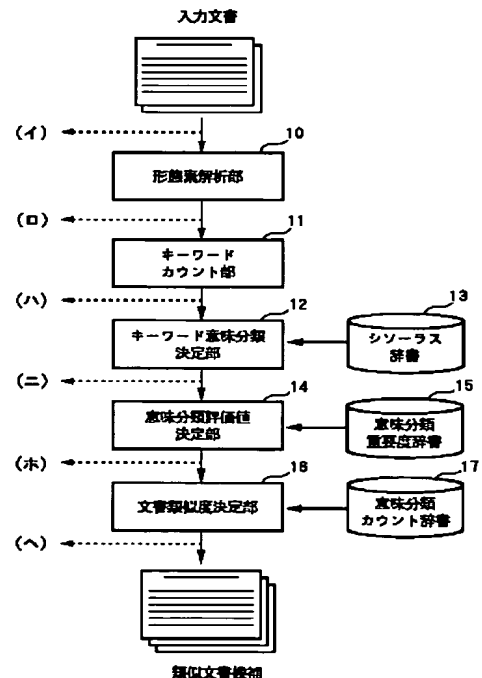 入力文書
(イ)
10
形態素解析部
(ロ)
11
キーワード
カウント部
(ハ)
12
キーワード意味分類
決定部
13
シソーラス
辞書
(ニ)
14
意味分類評価値
決定部
15
意味分類
重要度辞書
(ホ)
16
文書類似度決定部
17
意味分類
カウント辞書
(ヘ)
類似文書候補